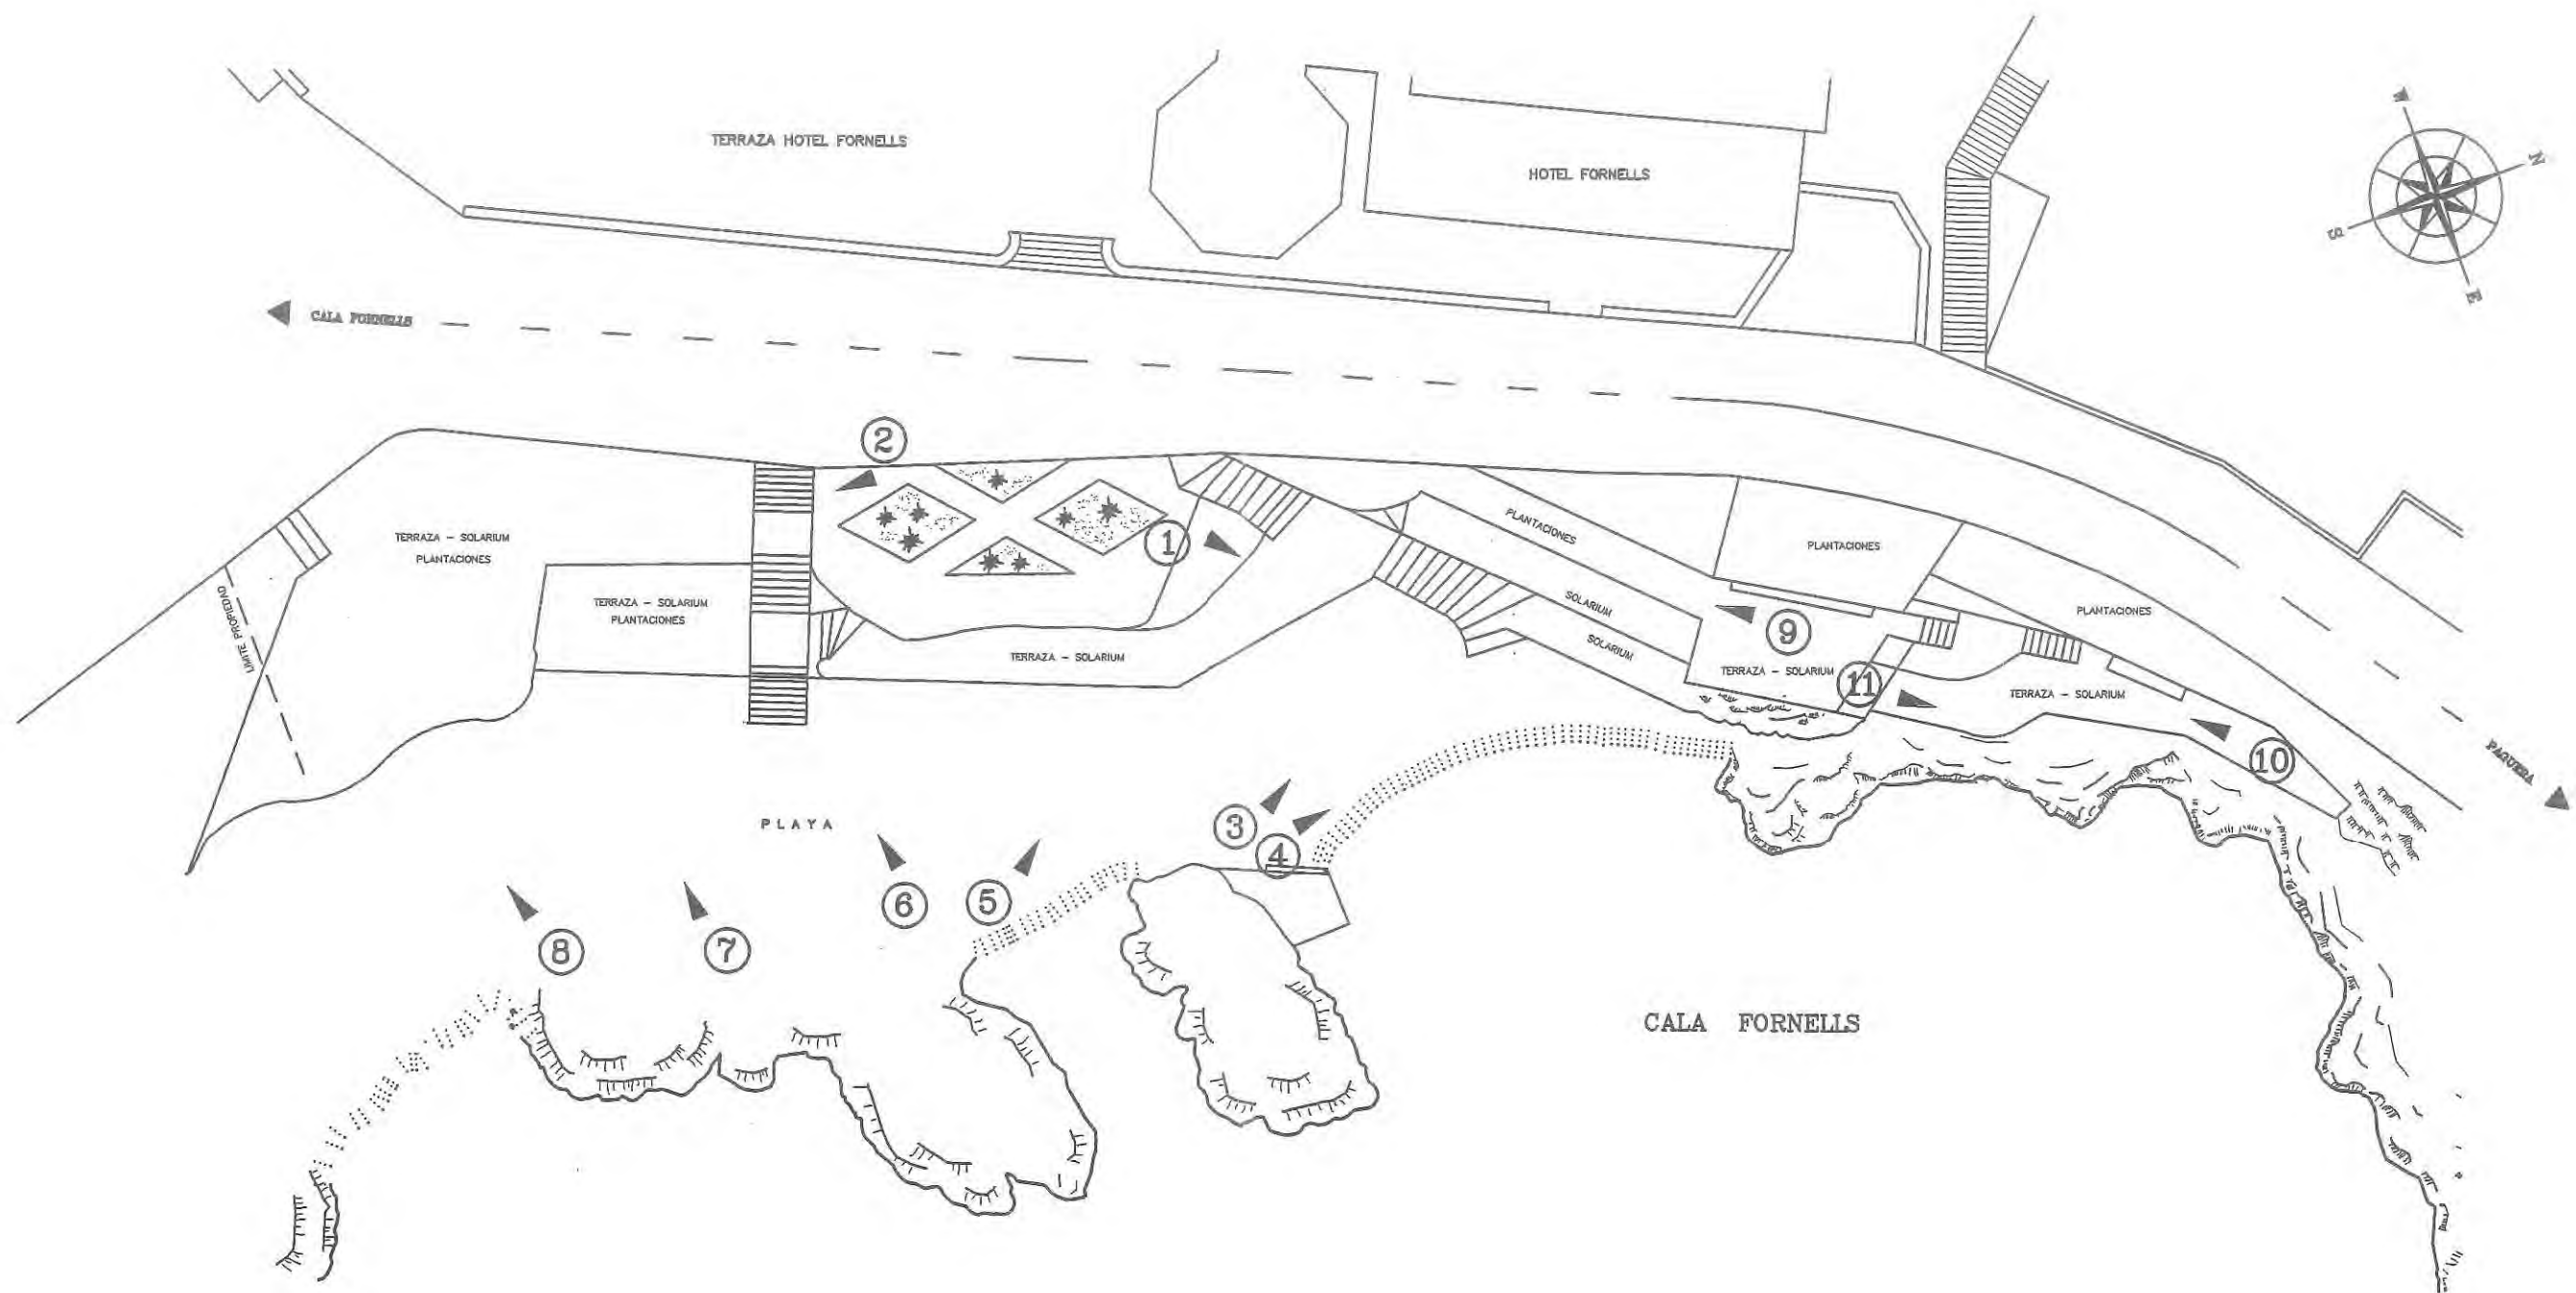 TERRAZA HOTEL FORNELLS
HOTEL FORNELLS
W
N
S
E
CALA FORNELLS
2
1
TERRAZA - SOLARIUM
PLANTACIONES
LIMITE PROPIEDAD
TERRAZA - SOLARIUM
PLANTACIONES
TERRAZA - SOLARIUM
PLANTACIONES
SOLARIUM
SOLARIUM
PLANTACIONES
9
TERRAZA - SOLARIUM
11
PLANTACIONES
TERRAZA - SOLARIUM
10
PAGUERA
PLAYA
3
4
5
6
7
8
CALA FORNELLS